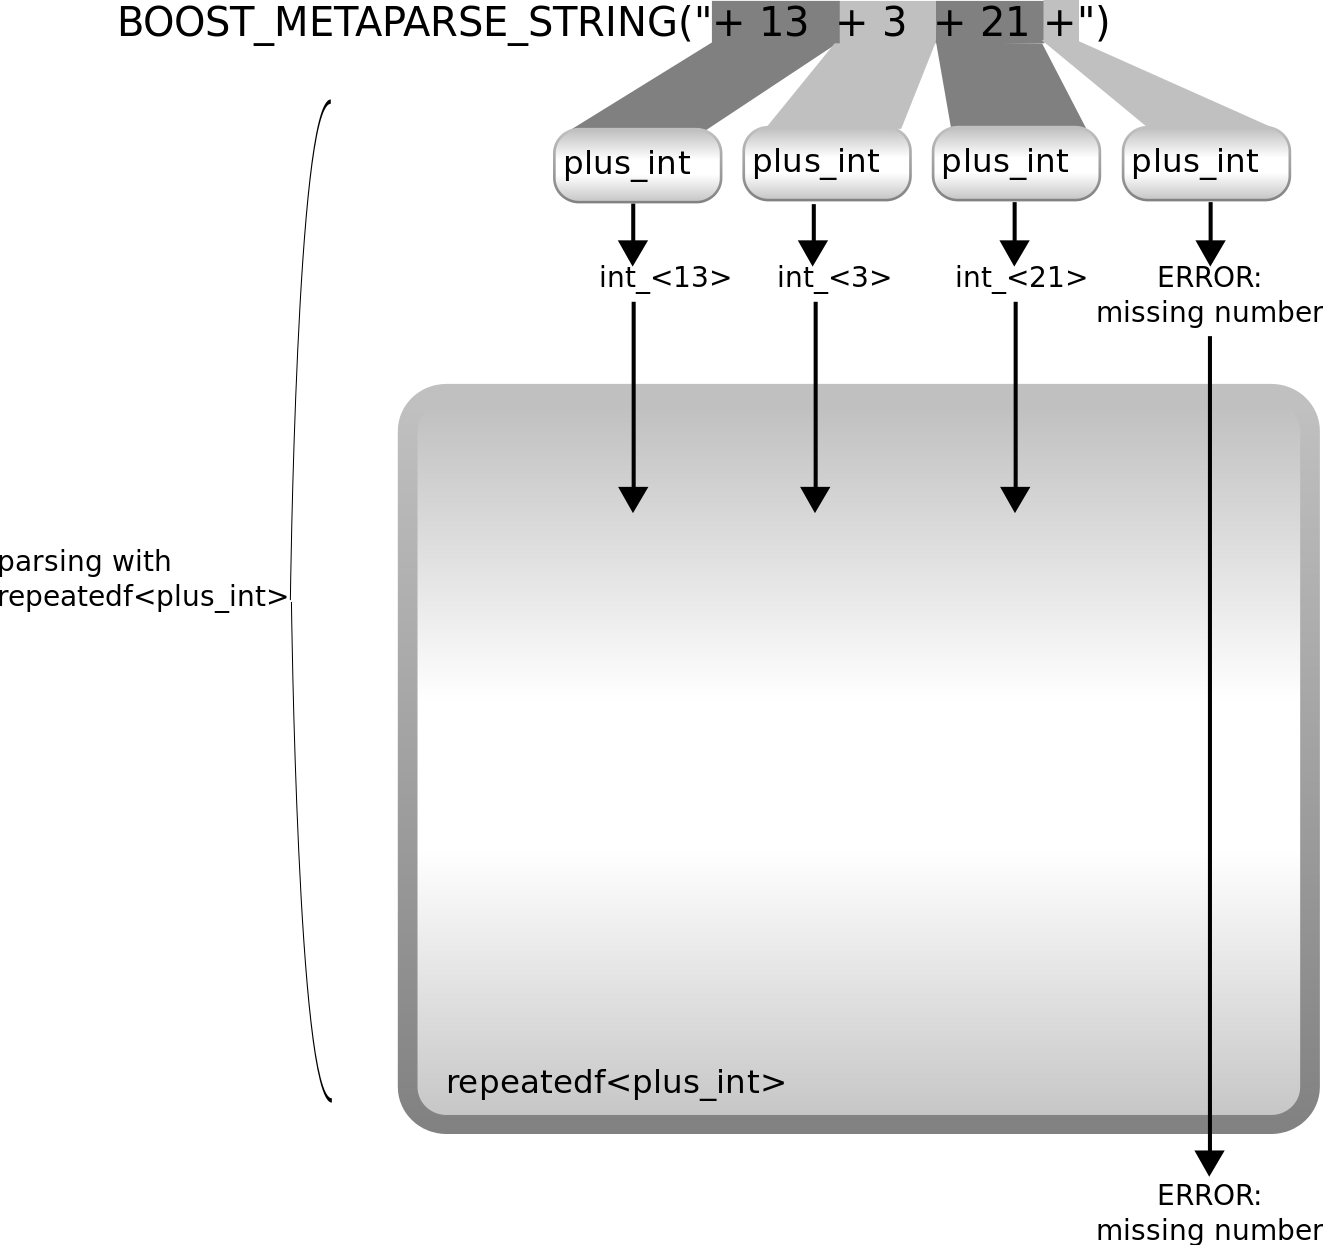 BOOST_METAPARSE_STRING("+ 13 + 3 + 21 +")
plus_int plus_int plus_int plus_int
int_<13> int_<3> int_<21> ERROR:
missing number
parsing with
repeatedf<plus_int>
repeatedf<plus_int>
ERROR:
missing number